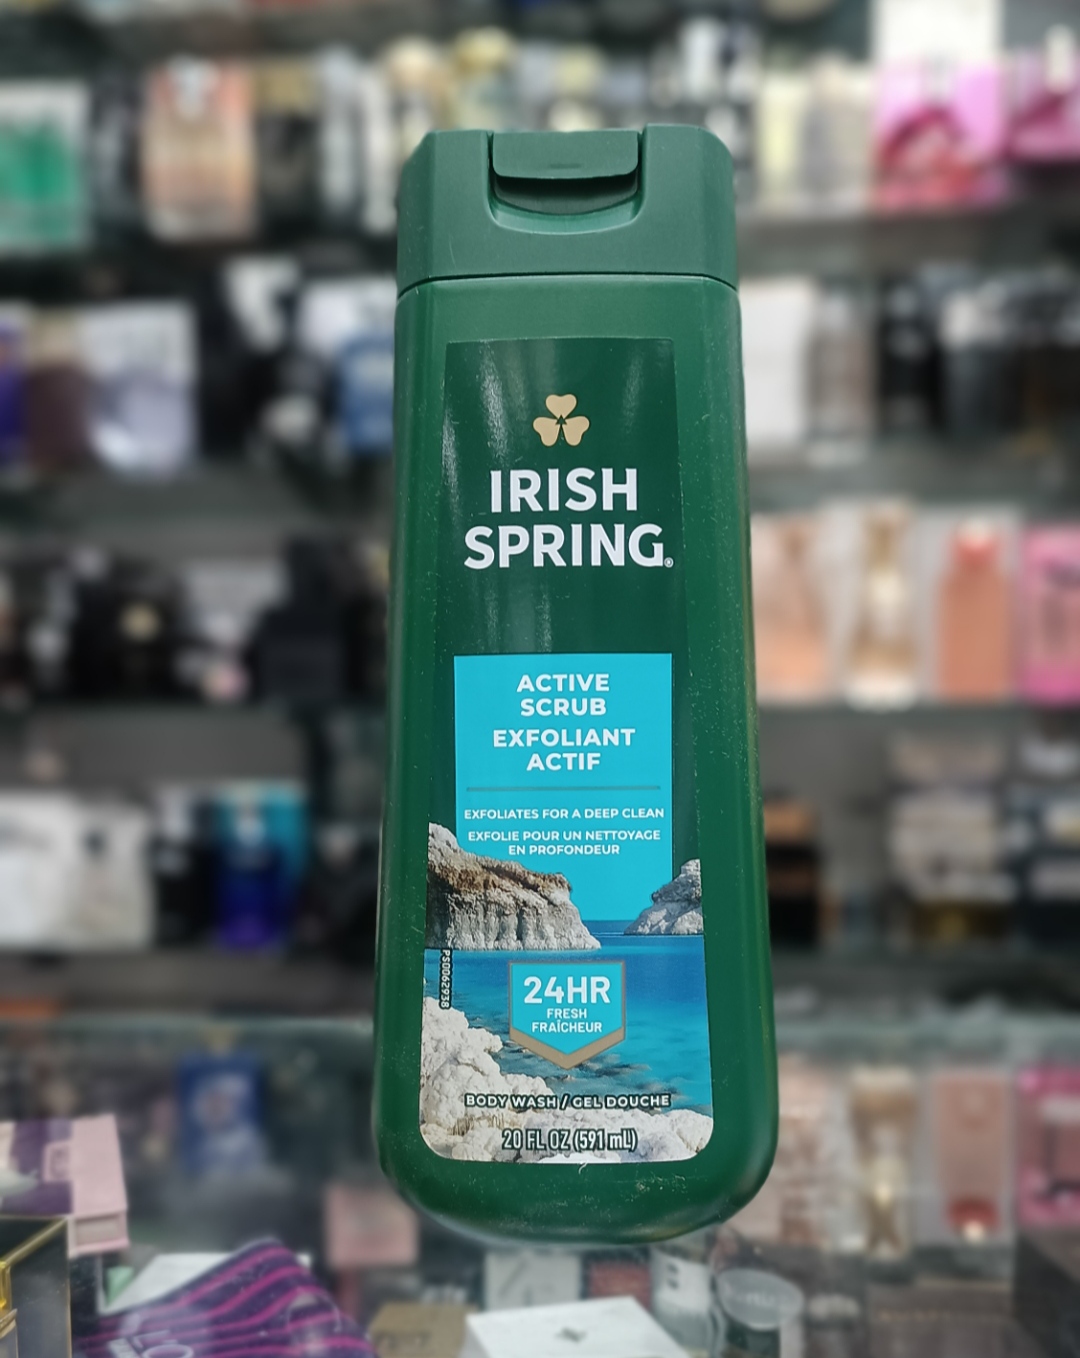 IRISH
SPRING®
ACTIVE
SCRUB
EXFOLIANT
ACTIF
EXFOLIATES FOR A DEEP CLEAN
EXFOLIE POUR UN NETTOYAGE
EN PROFONDEUR
PS0062938
24HR
FRESH
FRAÎCHEUR
BODY WASH / GEL DOUCHE
20 FL OZ (591 mL)